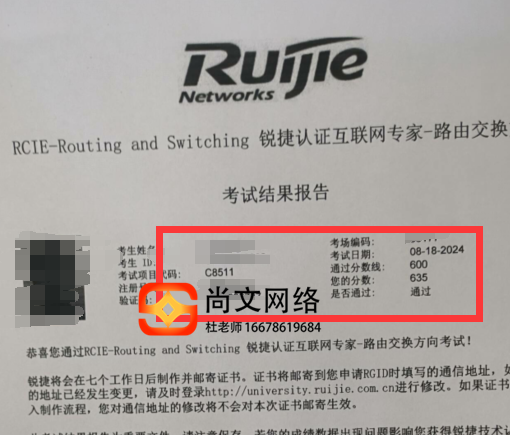 Ruijie
Networks
RCIE-Routing and Switching 锐捷认证互联网专家-路由交换
考试结果报告
考生姓名
考生 ID:
考试项目代码: C8511
注册
验证码
考场编码:
考试日期: 08-18-2024
通过分数线: 600
您的分数: 635
是否通过: 通过
尚文网络
杜老师 16678619684
恭喜您通过RCIE-Routing and Switching 锐捷认证互联网专家-路由交换方向考试！
锐捷将会在七个工作日后制作并邮寄证书。证书将邮寄到您申请RGID时填写的通信地址，如
的地址已经发生变更，请及时登录http://university.ruijie.com.cn进行修改。如果证书
入制作流程，您对通信地址的修改将不会对本次证书邮寄生效。